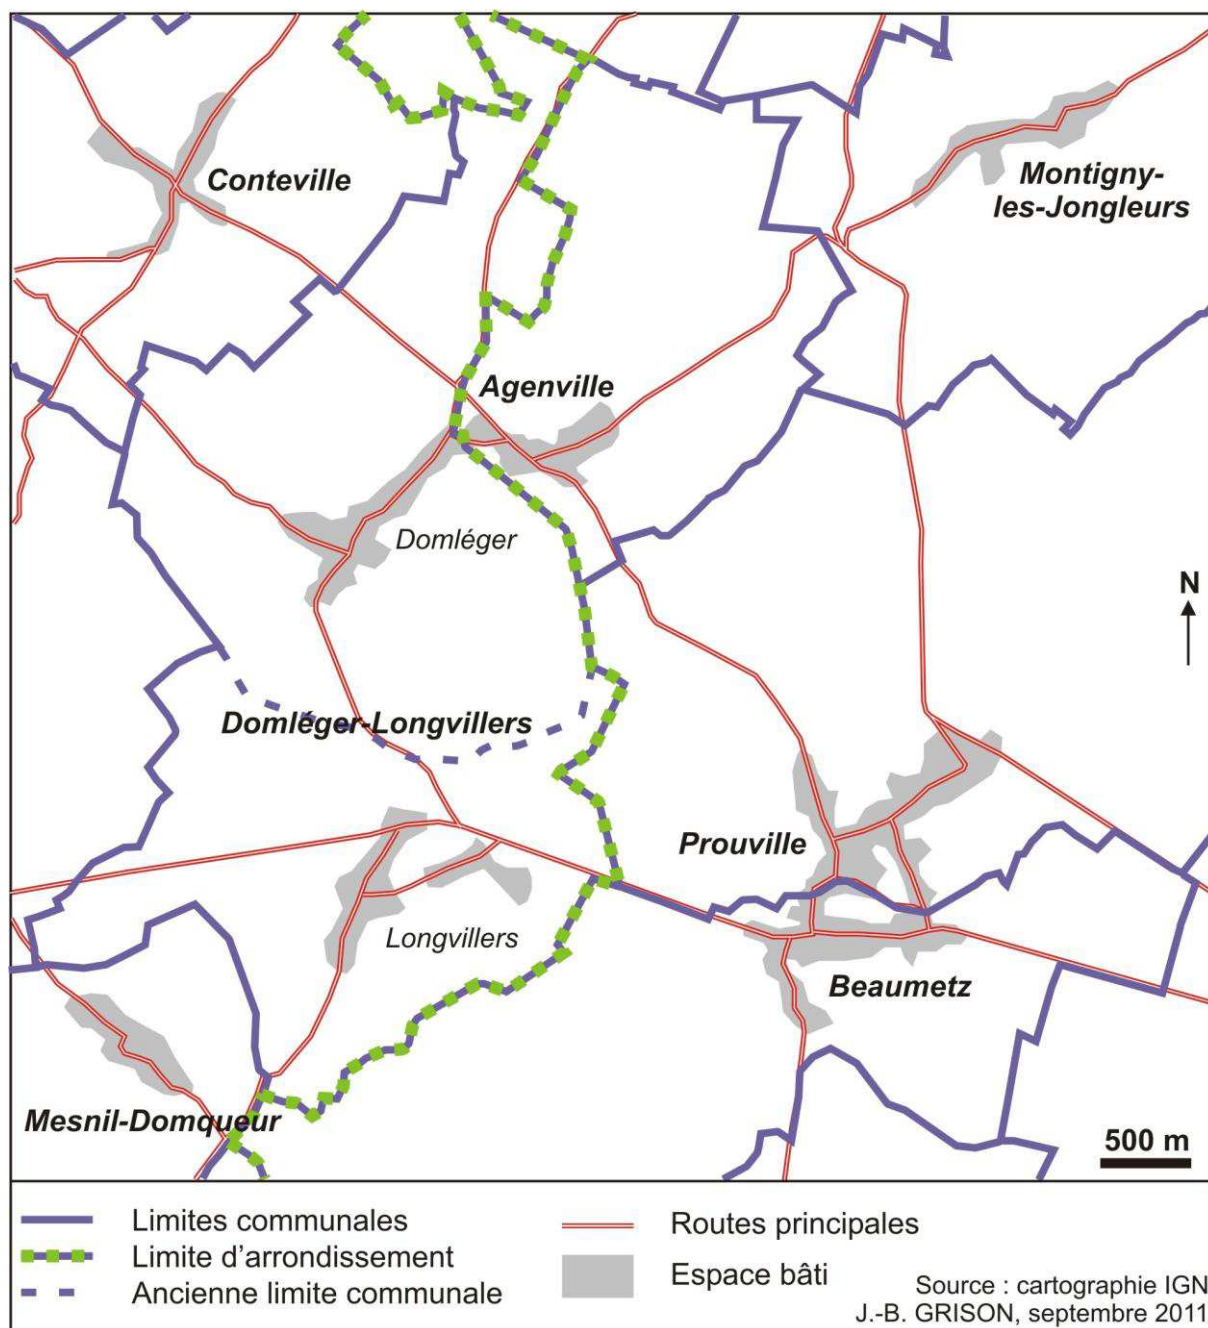 Conteville
Montigny-
les-Jongleurs
Agenville
Domléger
N
Domléger-Longvillers
Prouville
Longvillers
Beaumetz
Mesnil-Domqueur
500 m
Limites communales
Limite d'arrondissement
Ancienne limite communale
Routes principales
Espace bâti
Source : cartographie IGN
J.-B. GRISON, septembre 2011